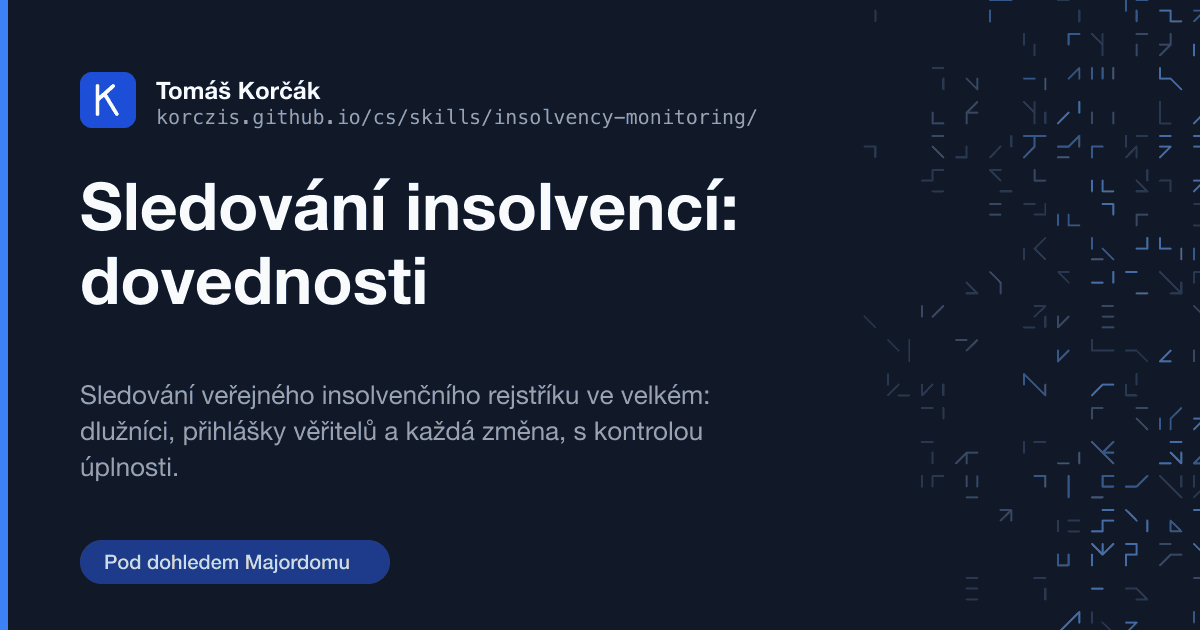 K
Tomáš Korčák
korczis.github.io/cs/skills/insolvency-monitoring/
Sledování insolvencí:
dovednosti
Sledování veřejného insolvenčního rejstříku ve velkém:
dlužníci, přihlášky věřitelů a každá změna, s kontrolou
úplnosti.
Pod dohledem Majordomu